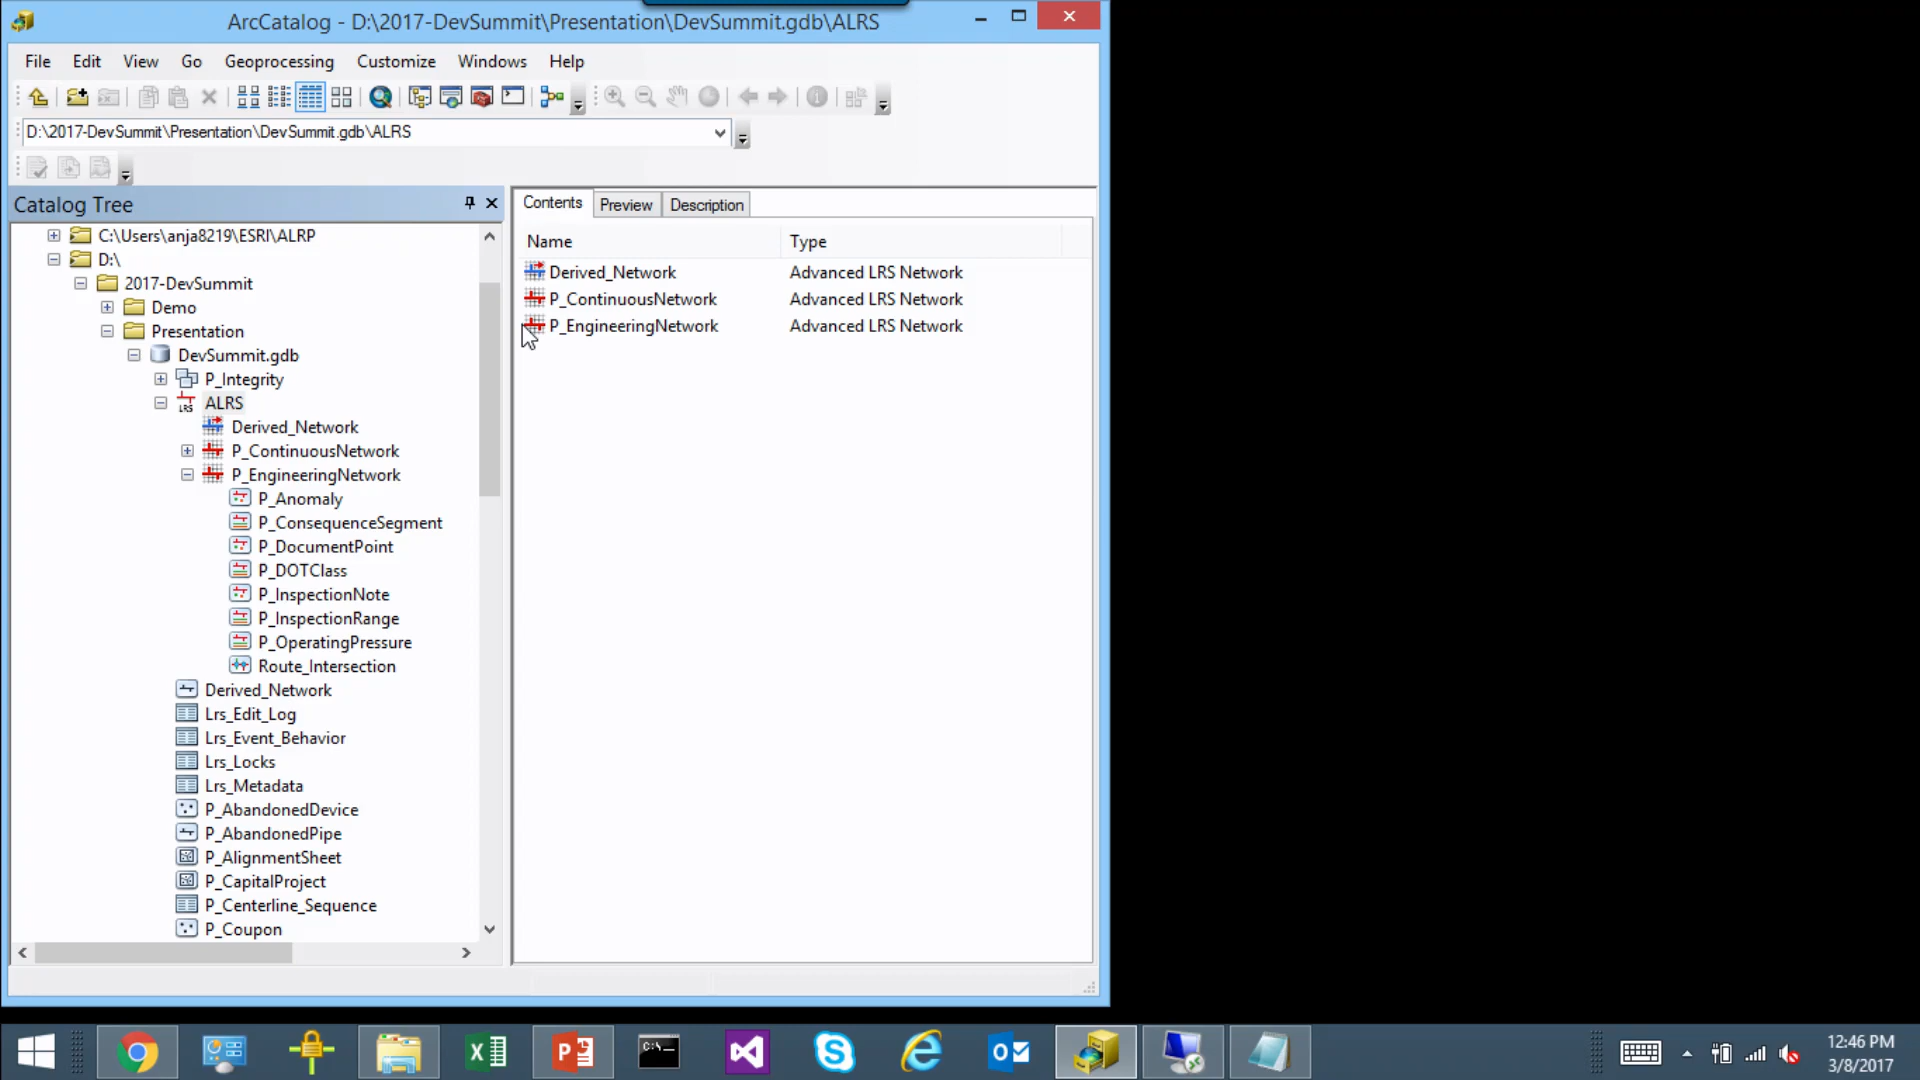 ArcCatalog - D:\2017-DevSummit\Presentation\DevSummit.gdb\ALRS
File Edit View Go Geoprocessing Customize Windows Help
D:\2017-DevSummit\Presentation\DevSummit.gdb\ALRS
Catalog Tree
C:\Users\anja8219\ESRI\ALRP
D:\
2017-DevSummit
Demo
Presentation
DevSummit.gdb
P_Integrity
LRS ALRS
Derived_Network
P_ContinuousNetwork
P_EngineeringNetwork
P_Anomaly
P_ConsequenceSegment
P_DocumentPoint
P_DOTClass
P_InspectionNote
P_InspectionRange
P_OperatingPressure
Route_Intersection
Derived_Network
Lrs_Edit_Log
Lrs_Event_Behavior
Lrs_Locks
Lrs_Metadata
P_AbandonedDevice
P_AbandonedPipe
P_AlignmentSheet
P_CapitalProject
P_Centerline_Sequence
P_Coupon
Contents Preview Description
Name Type
Derived_Network Advanced LRS Network
P_ContinuousNetwork Advanced LRS Network
P_EngineeringNetwork Advanced LRS Network
12:46 PM
3/8/2017